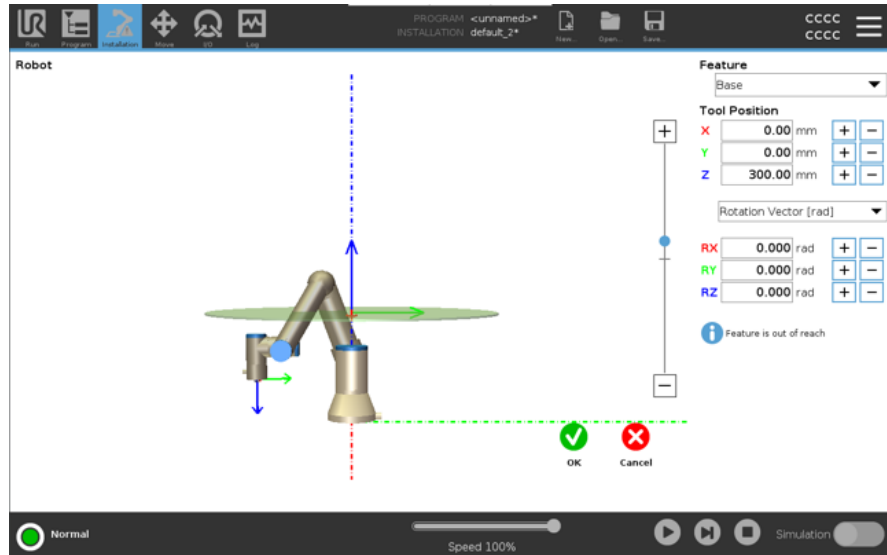 UR
PROGRAM <unnamed>*
INSTALLATION default_2*
CCCC
CCCC
Run Program Installation Move I/O Log
New... Open... Save...
Robot
Feature
Base
Tool Position
X 0.00 mm + −
Y 0.00 mm + −
Z 300.00 mm + −
Rotation Vector [rad]
RX 0.000 rad + −
RY 0.000 rad + −
RZ 0.000 rad + −
i Feature is out of reach
+
−
OK Cancel
Normal
Speed 100%
Simulation